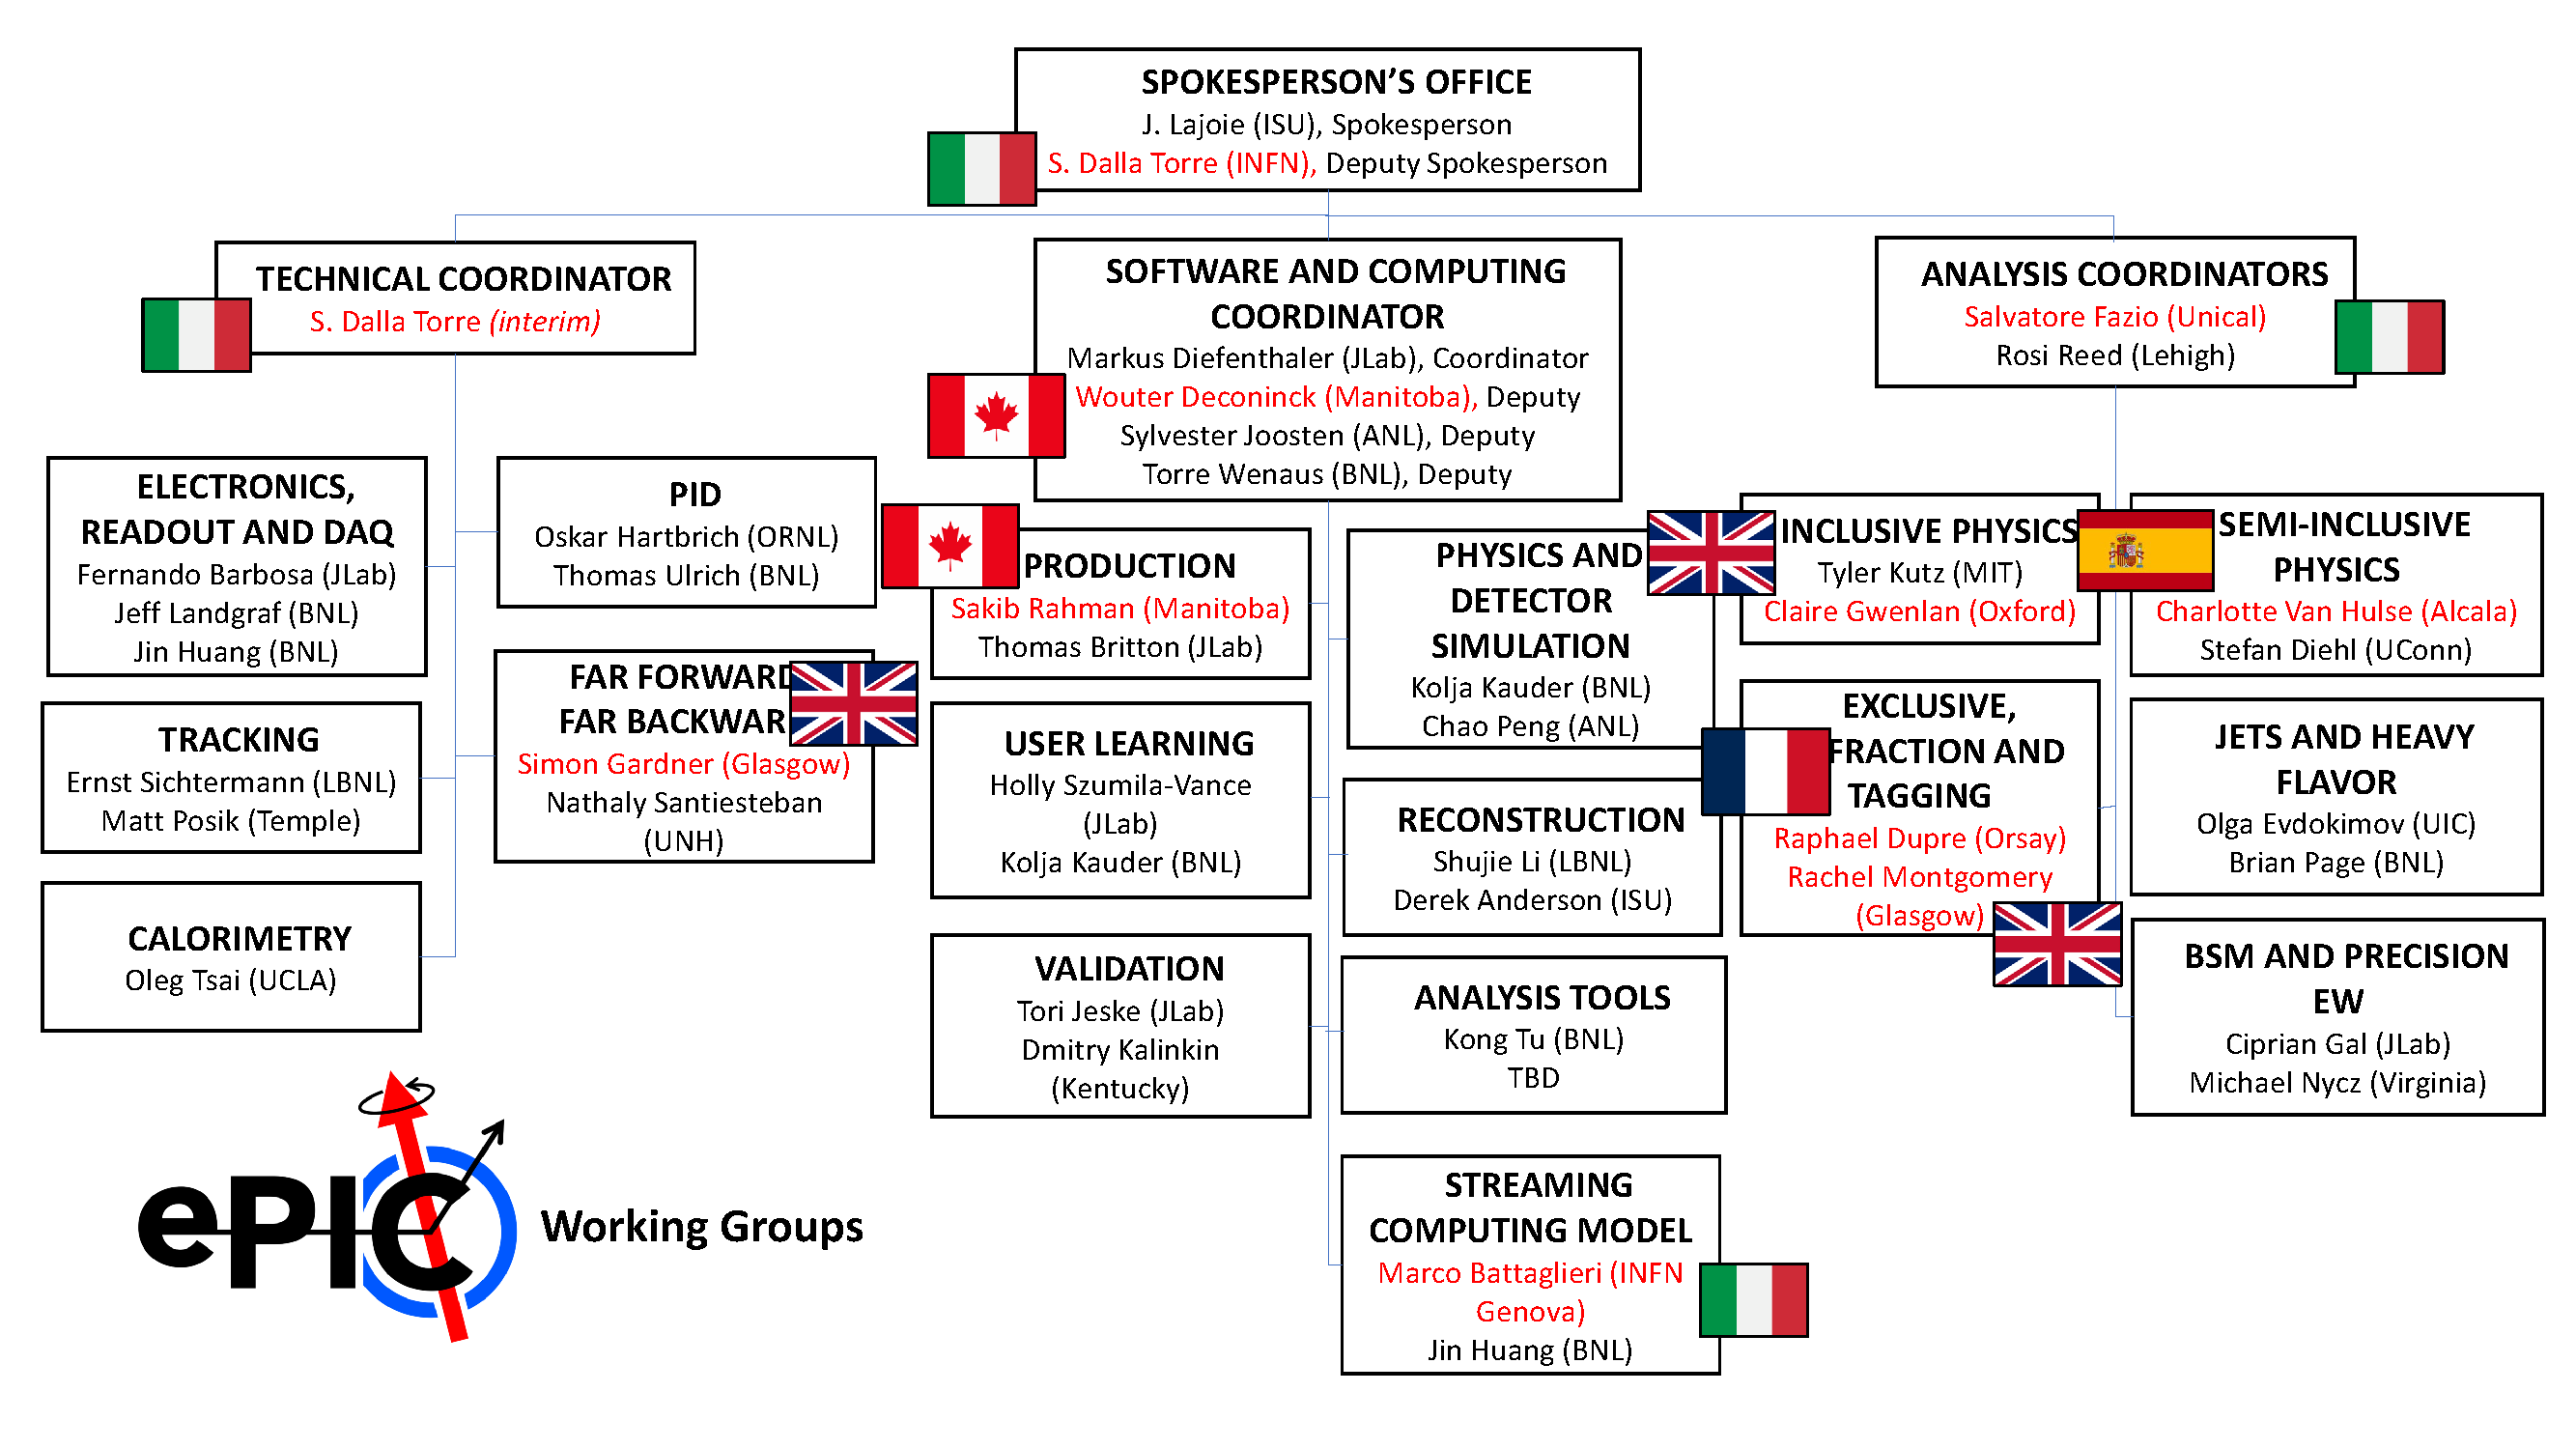 SPOKESPERSON’S OFFICE
J. Lajoie (ISU), Spokesperson
S. Dalla Torre (INFN), Deputy Spokesperson
TECHNICAL COORDINATOR
S. Dalla Torre (interim)
SOFTWARE AND COMPUTING
COORDINATOR
Markus Diefenthaler (JLab), Coordinator
Wouter Deconinck (Manitoba), Deputy
Sylvester Joosten (ANL), Deputy
Torre Wenaus (BNL), Deputy
ANALYSIS COORDINATORS
Salvatore Fazio (Unical)
Rosi Reed (Lehigh)
ELECTRONICS,
READOUT AND DAQ
Fernando Barbosa (JLab)
Jeff Landgraf (BNL)
Jin Huang (BNL)
PID
Oskar Hartbrich (ORNL)
Thomas Ulrich (BNL)
TRACKING
Ernst Sichtermann (LBNL)
Matt Posik (Temple)
FAR FORWARD
FAR BACKWAR
Simon Gardner (Glasgow)
Nathaly Santiesteban
(UNH)
CALORIMETRY
Oleg Tsai (UCLA)
PRODUCTION
Sakib Rahman (Manitoba)
Thomas Britton (JLab)
PHYSICS AND
DETECTOR
SIMULATION
Kolja Kauder (BNL)
Chao Peng (ANL)
USER LEARNING
Holly Szumila-Vance
(JLab)
Kolja Kauder (BNL)
RECONSTRUCTION
Shujie Li (LBNL)
Derek Anderson (ISU)
VALIDATION
Tori Jeske (JLab)
Dmitry Kalinkin
(Kentucky)
ANALYSIS TOOLS
Kong Tu (BNL)
TBD
STREAMING
COMPUTING MODEL
Marco Battaglieri (INFN
Genova)
Jin Huang (BNL)
INCLUSIVE PHYSICS
Tyler Kutz (MIT)
Claire Gwenlan (Oxford)
SEMI-INCLUSIVE
PHYSICS
Charlotte Van Hulse (Alcala)
Stefan Diehl (UConn)
EXCLUSIVE,
FRACTION AND
TAGGING
Raphael Dupre (Orsay)
Rachel Montgomery
(Glasgow)
JETS AND HEAVY
FLAVOR
Olga Evdokimov (UIC)
Brian Page (BNL)
BSM AND PRECISION
EW
Ciprian Gal (JLab)
Michael Nycz (Virginia)
ePIC
Working Groups